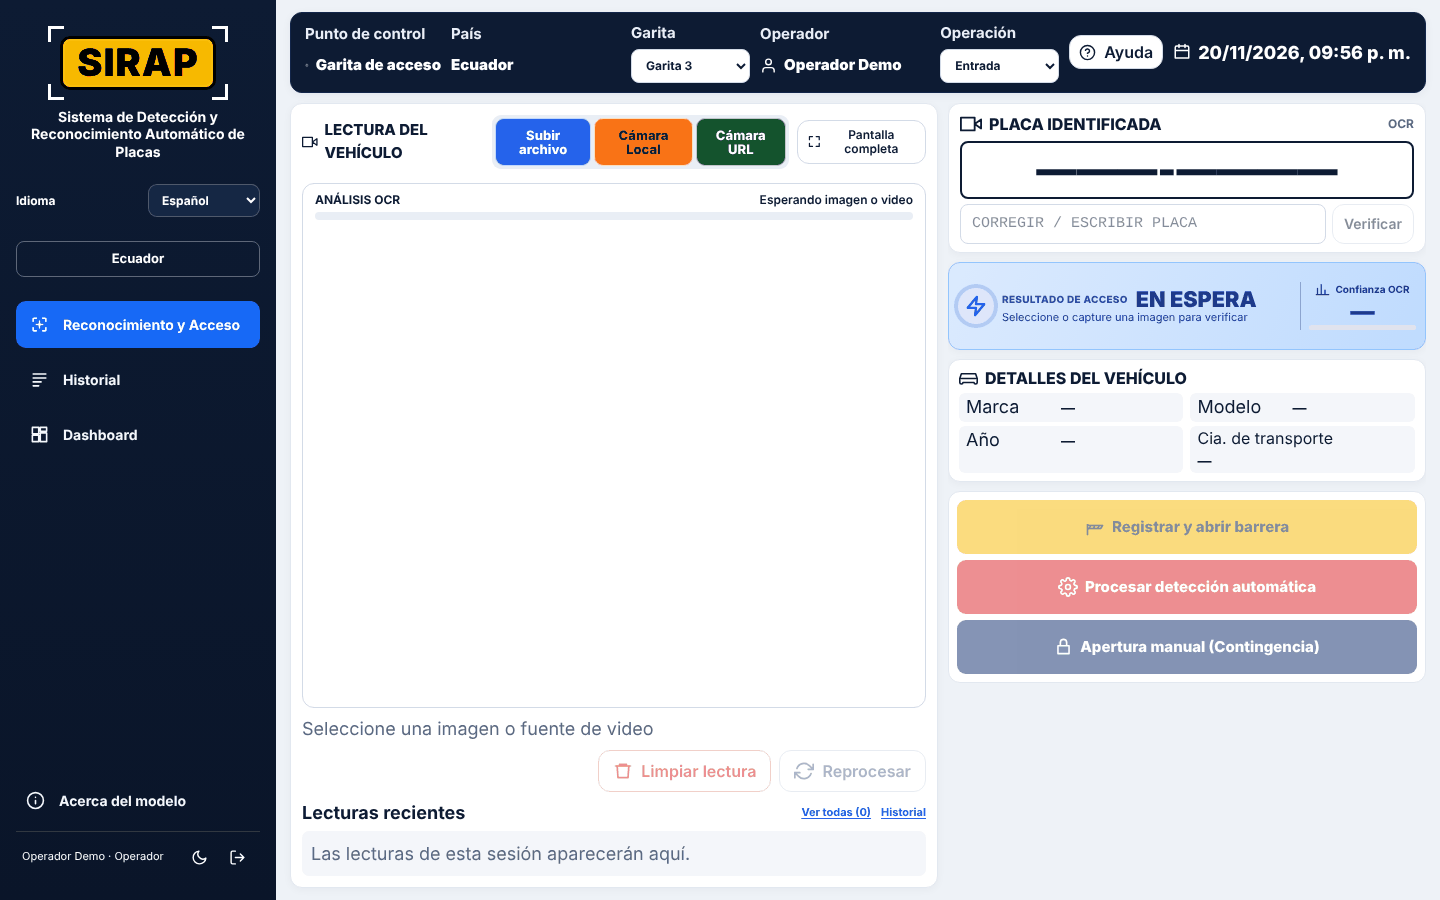 SIRAP
Sistema de Detección y
Reconocimiento Automático de
Placas
Idioma
Español
Ecuador
Reconocimiento y Acceso
Historial
Dashboard
Acerca del modelo
Operador Demo · Operador
Punto de control
Garita de acceso
País
Ecuador
Garita
Garita 3
Operador
Operador Demo
Operación
Entrada
Ayuda
20/11/2026, 09:56 p. m.
LECTURA DEL
VEHÍCULO
Subir
archivo
Cámara
Local
Cámara
URL
Pantalla
completa
ANÁLISIS OCR
Esperando imagen o video
Seleccione una imagen o fuente de video
Limpiar lectura
Reprocesar
Lecturas recientes
Ver todas (0)
Historial
Las lecturas de esta sesión aparecerán aquí.
PLACA IDENTIFICADA
OCR
———-————
CORREGIR / ESCRIBIR PLACA
Verificar
RESULTADO DE ACCESO EN ESPERA
Seleccione o capture una imagen para verificar
Confianza OCR
—
DETALLES DEL VEHÍCULO
Marca —
Modelo —
Año —
Cia. de transporte
—
Registrar y abrir barrera
Procesar detección automática
Apertura manual (Contingencia)